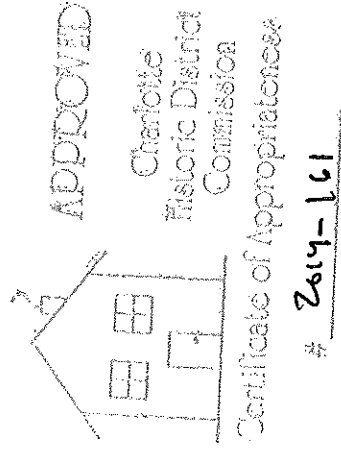 APPROVED
Charlotte
Historic District
Commission
Certificate of Appropriateness
# 2014-161